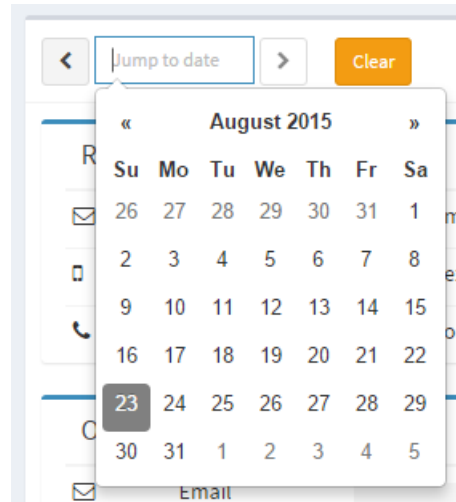 Jump to date Clear
« August 2015 »
Su Mo Tu We Th Fr Sa
26 27 28 29 30 31 1
2 3 4 5 6 7 8
9 10 11 12 13 14 15
16 17 18 19 20 21 22
23 24 25 26 27 28 29
30 31 1 2 3 4 5
Email